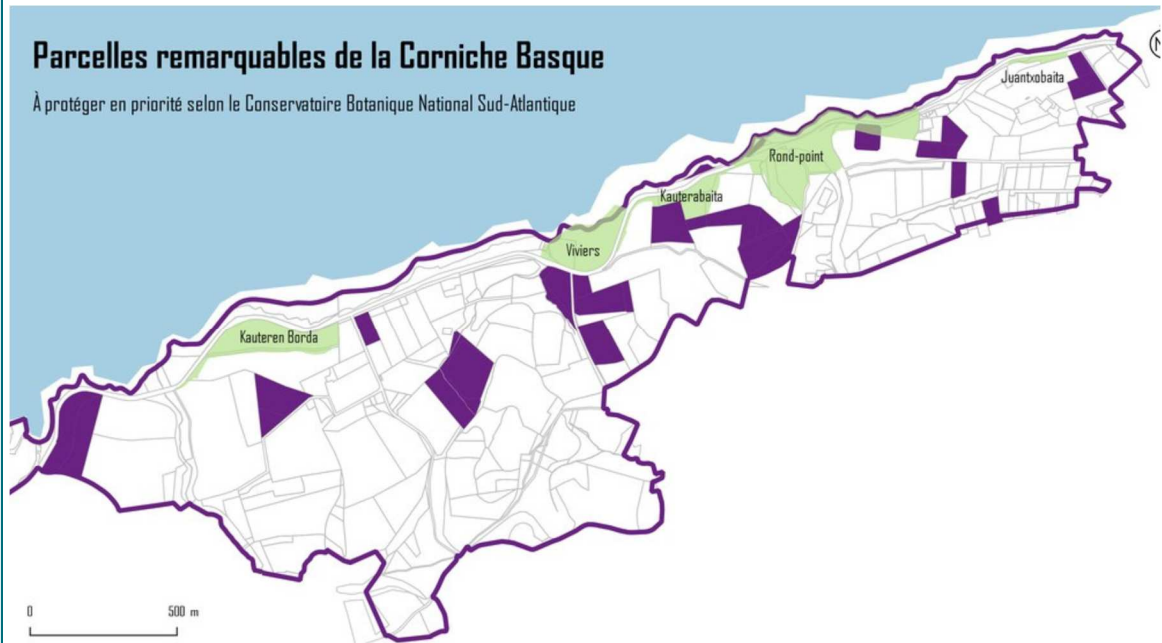 Parcelles remarquables de la Corniche Basque
À protéger en priorité selon le Conservatoire Botanique National Sud-Atlantique
N
Juantxobaita
Rond-point
Kauterabaita
Viviers
Kauteren Borda
0 500 m